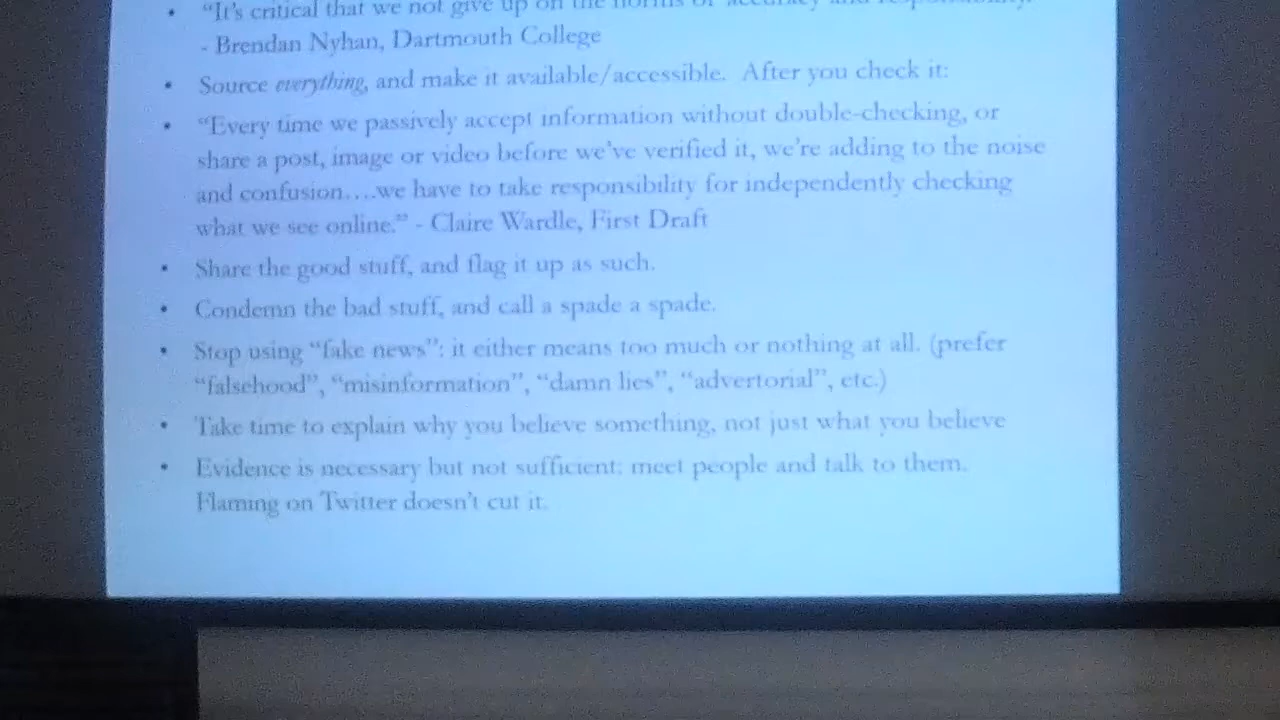 • “It's critical that we not give up on the norms of accuracy and responsibility.
- Brendan Nyhan, Dartmouth College
• Source everything, and make it available/accessible. After you check it:
• “Every time we passively accept information without double-checking, or
share a post, image or video before we've verified it, we're adding to the noise
and confusion….we have to take responsibility for independently checking
what we see online.” - Claire Wardle, First Draft
• Share the good stuff, and flag it up as such.
• Condemn the bad stuff, and call a spade a spade.
• Stop using “fake news”: it either means too much or nothing at all. (prefer
“falsehood”, “misinformation”, “damn lies”, “advertorial”, etc.)
• Take time to explain why you believe something, not just what you believe
• Evidence is necessary but not sufficient: meet people and talk to them.
Flaming on Twitter doesn't cut it.